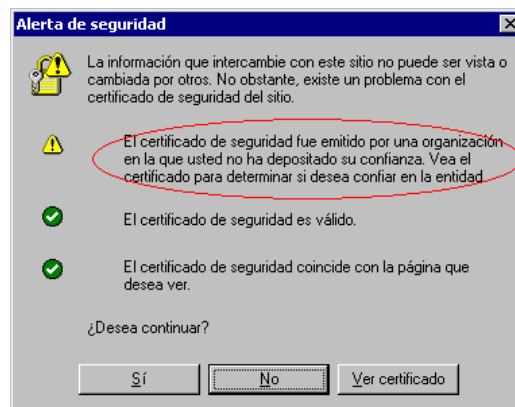 Alerta de seguridad
La información que intercambie con este sitio no puede ser vista o
cambiada por otros. No obstante, existe un problema con el
certificado de seguridad del sitio.
El certificado de seguridad fue emitido por una organización
en la que usted no ha depositado su confianza. Vea el
certificado para determinar si desea confiar en la entidad
El certificado de seguridad es válido.
El certificado de seguridad coincide con la página que
desea ver.
¿Desea continuar?
Sí
No
Ver certificado